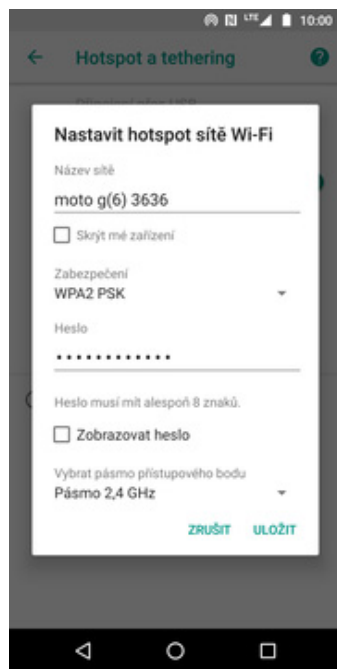 LTE 10:00
Hotspot a tethering
Nastavit hotspot sítě Wi-Fi
Název sítě
moto g(6) 3636
Skrýt mé zařízení
Zabezpečení
WPA2 PSK
Heslo
••••••••••••
Heslo musí mít alespoň 8 znaků.
Zobrazovat heslo
Vybrat pásmo přístupového bodu
Pásmo 2,4 GHz
ZRUŠIT ULOŽIT